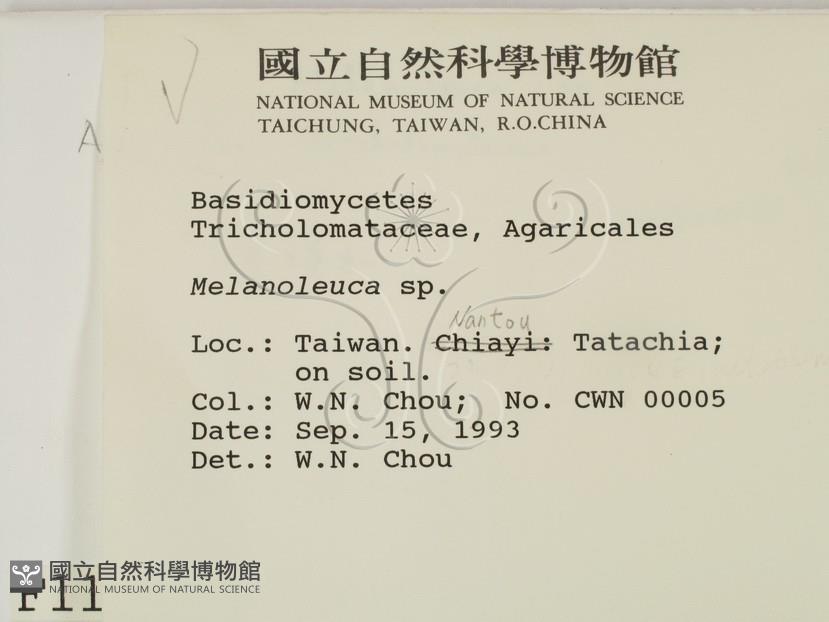 國立自然科學博物館
NATIONAL MUSEUM OF NATURAL SCIENCE
TAICHUNG, TAIWAN, R.O.CHINA
A
Basidiomycetes
Tricholomataceae, Agaricales
Melanoleuca sp.
Nantou
Loc.: Taiwan. Chiayi: Tatachia;
on soil.
Col.: W.N. Chou; No. CWN 00005
Date: Sep. 15, 1993
Det.: W.N. Chou
國立自然科學博物館
NATIONAL MUSEUM OF NATURAL SCIENCE
F11